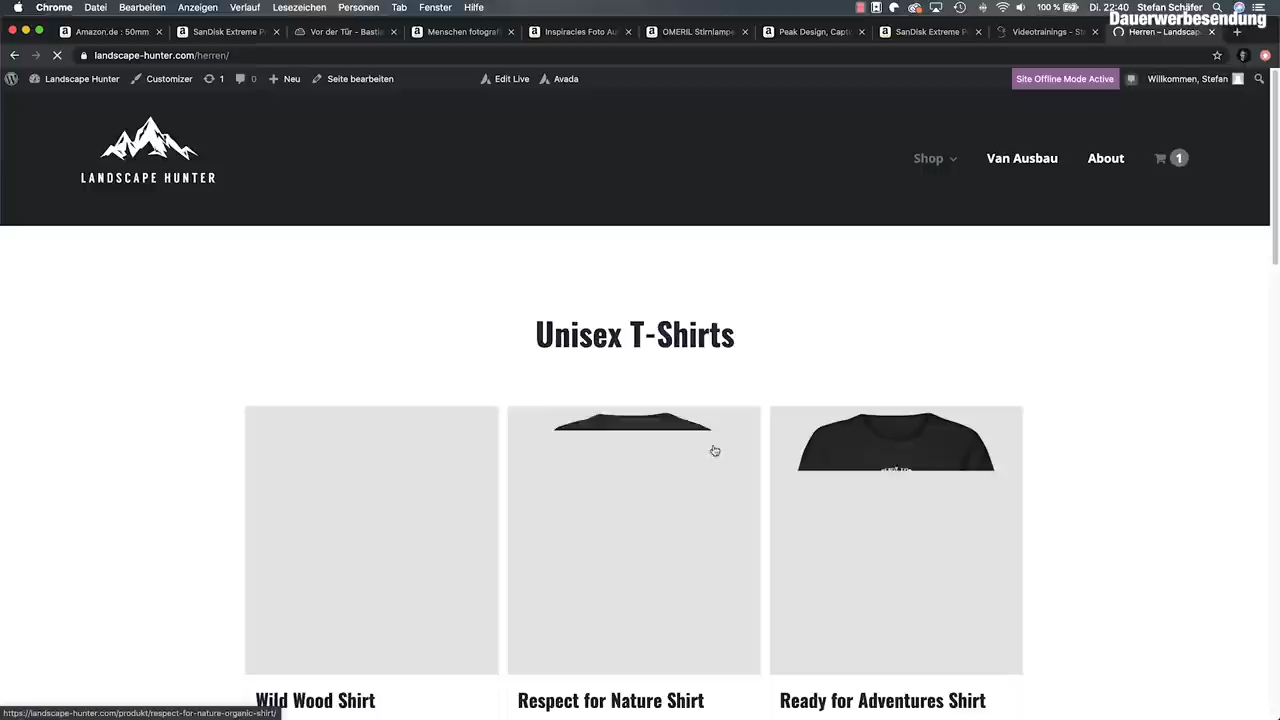 Chrome Ablage Bearbeiten Anzeigen Verlauf Lesezeichen Personen Tab Fenster Hilfe 100 % Di. 22:40 Stefan Schäfer
Dauerwerbesendung
Amazon.de : 50mm
SanDisk Extreme P
Vor der Tür – Bastia
Menschen fotografi
Inspiracies Foto Au
OMERIL Stirnlampe
Peak Design, Captu
SanDisk Extreme P
Videotrainings – St
Herren – Landscap
landscape-hunter.com/herren/
Landscape Hunter Customizer 1 0 Neu Seite bearbeiten Edit Live Avada Site Offline Mode Active Willkommen, Stefan
LANDSCAPE HUNTER
Shop Van Ausbau About 1
Unisex T-Shirts
Wild Wood Shirt
Respect for Nature Shirt
Ready for Adventures Shirt
https://landscape-hunter.com/produkt/respect-for-nature-organic-shirt/